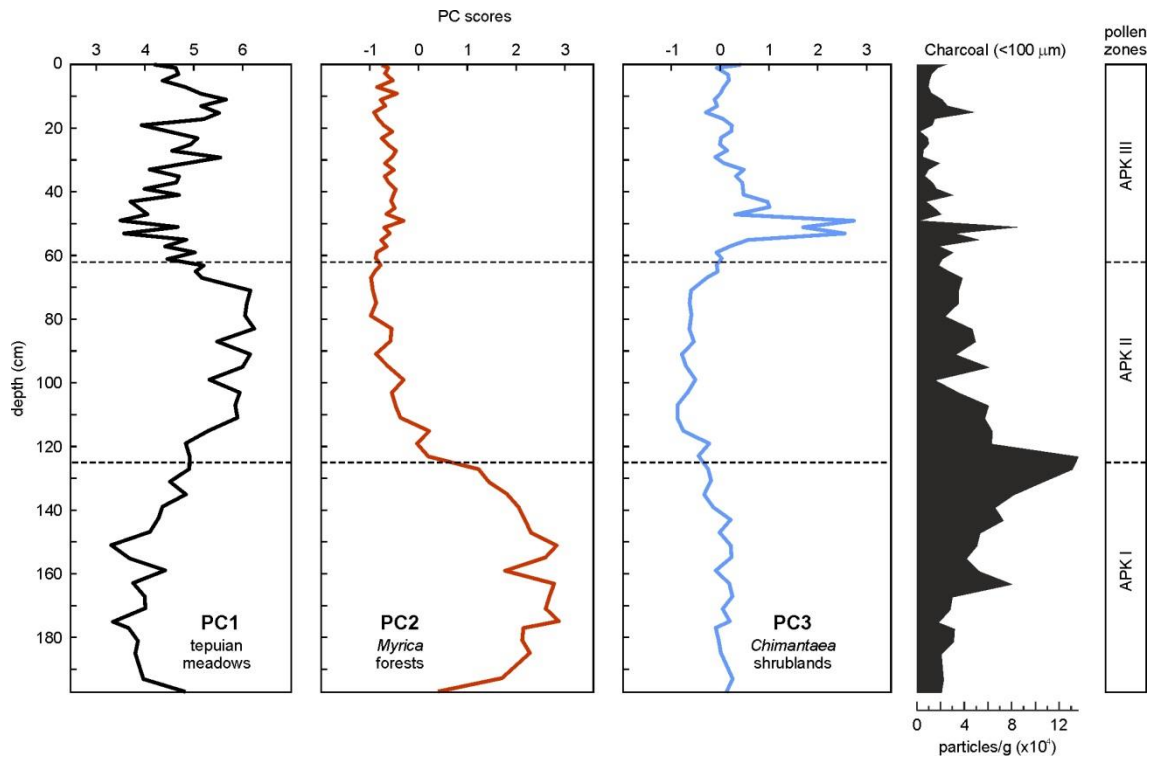 PC scores
pollen
zones
3 4 5 6
-1 0 1 2 3
-1 0 1 2 3
Charcoal (<100 µm)
0
20
40
60
80
100
120
140
160
180
depth (cm)
APK III
APK II
APK I
PC1
tepuian
meadows
PC2
Myrica
forests
PC3
Chimantaea
shrublands
0 4 8 12
particles/g (x10⁴)